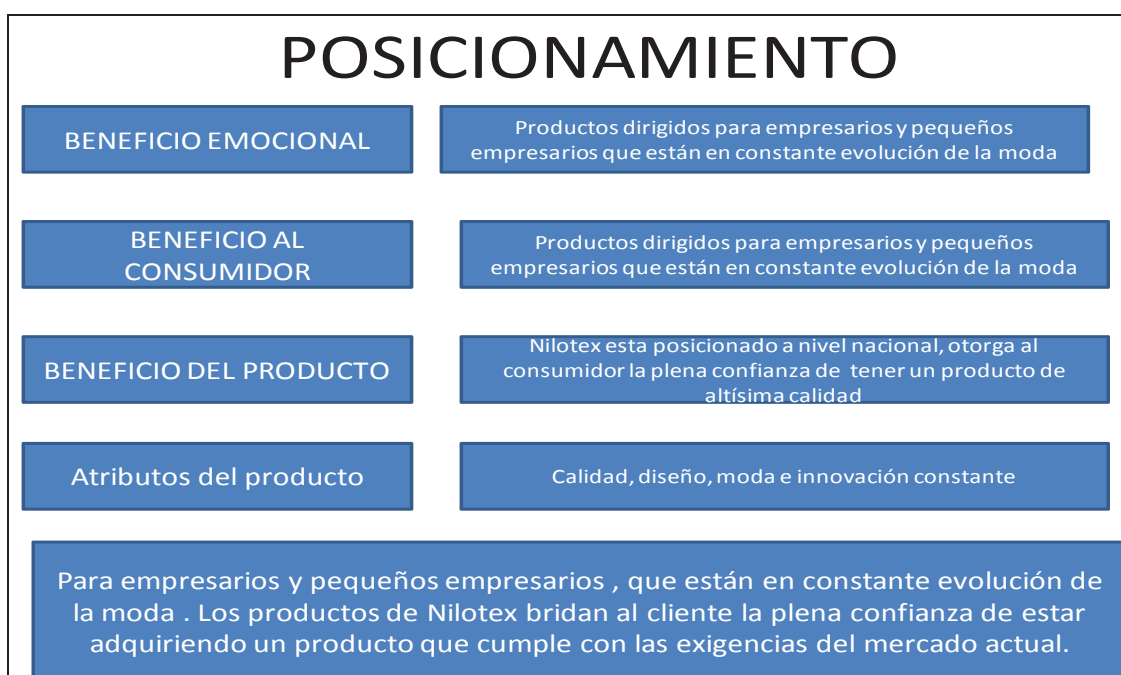 POSICIONAMIENTO
BENEFICIO EMOCIONAL
Productos dirigidos para empresarios y pequeños
empresarios que están en constante evolución de la moda
BENEFICIO AL
CONSUMIDOR
Productos dirigidos para empresarios y pequeños
empresarios que están en constante evolución de la moda
BENEFICIO DEL PRODUCTO
Nilotex esta posicionado a nivel nacional, otorga al
consumidor la plena confianza de tener un producto de
altísima calidad
Atributos del producto
Calidad, diseño, moda e innovación constante
Para empresarios y pequeños empresarios , que están en constante evolución de
la moda . Los productos de Nilotex bridan al cliente la plena confianza de estar
adquiriendo un producto que cumple con las exigencias del mercado actual.